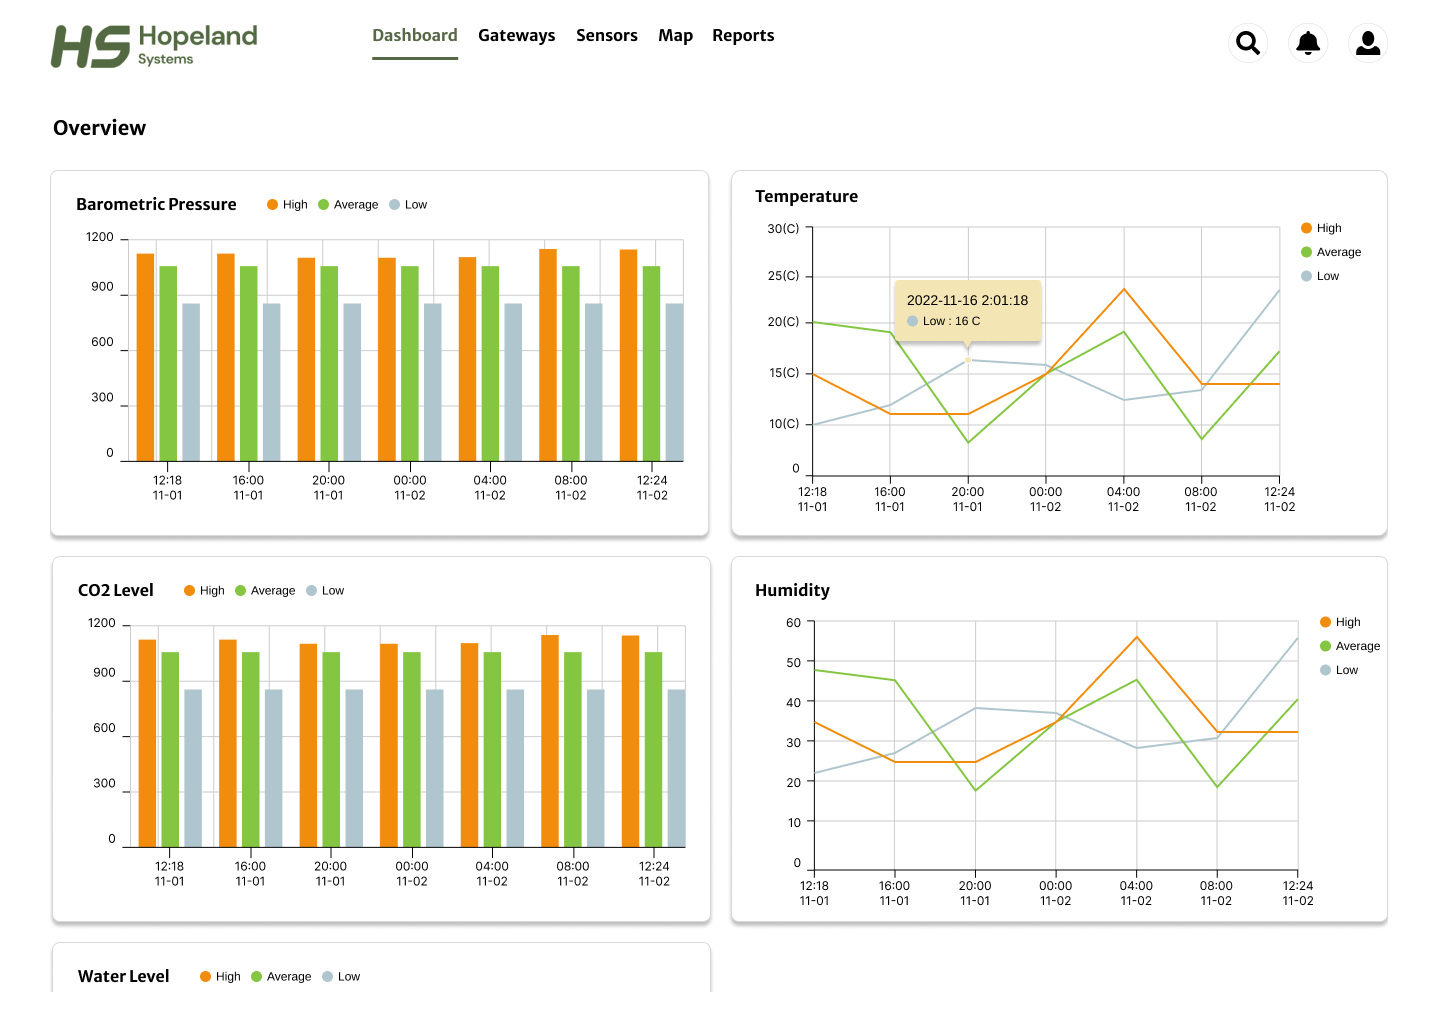 HS Hopeland
Systems
Dashboard Gateways Sensors Map Reports
Overview
Barometric Pressure High Average Low
1200
900
600
300
0
12:18 16:00 20:00 00:00 04:00 08:00 12:24
11-01 11-01 11-01 11-02 11-02 11-02 11-02
Temperature
30(C)
25(C)
20(C)
15(C)
10(C)
0
High
Average
Low
2022-11-16 2:01:18
Low : 16 C
12:18 16:00 20:00 00:00 04:00 08:00 12:24
11-01 11-01 11-01 11-02 11-02 11-02 11-02
CO2 Level High Average Low
1200
900
600
300
0
12:18 16:00 20:00 00:00 04:00 08:00 12:24
11-01 11-01 11-01 11-02 11-02 11-02 11-02
Humidity
60
50
40
30
20
10
0
High
Average
Low
12:18 16:00 20:00 00:00 04:00 08:00 12:24
11-01 11-01 11-01 11-02 11-02 11-02 11-02
Water Level High Average Low